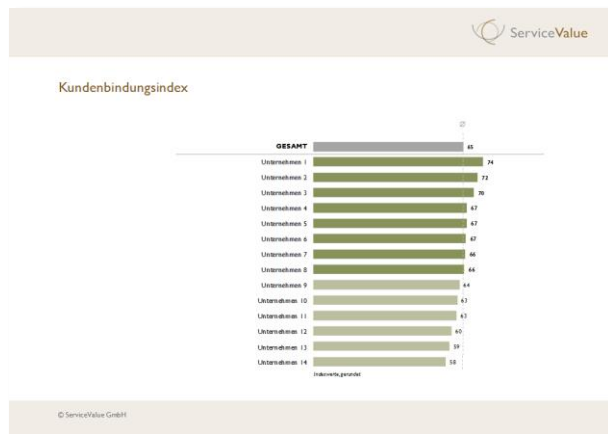 ServiceValue
Kundenbindungsindex
Ø
GESAMT 65
Unternehmen 1 74
Unternehmen 2 72
Unternehmen 3 70
Unternehmen 4 67
Unternehmen 5 67
Unternehmen 6 67
Unternehmen 7 66
Unternehmen 8 66
Unternehmen 9 64
Unternehmen 10 63
Unternehmen 11 63
Unternehmen 12 60
Unternehmen 13 59
Unternehmen 14 58
Indexwerte, gerundet
© ServiceValue GmbH